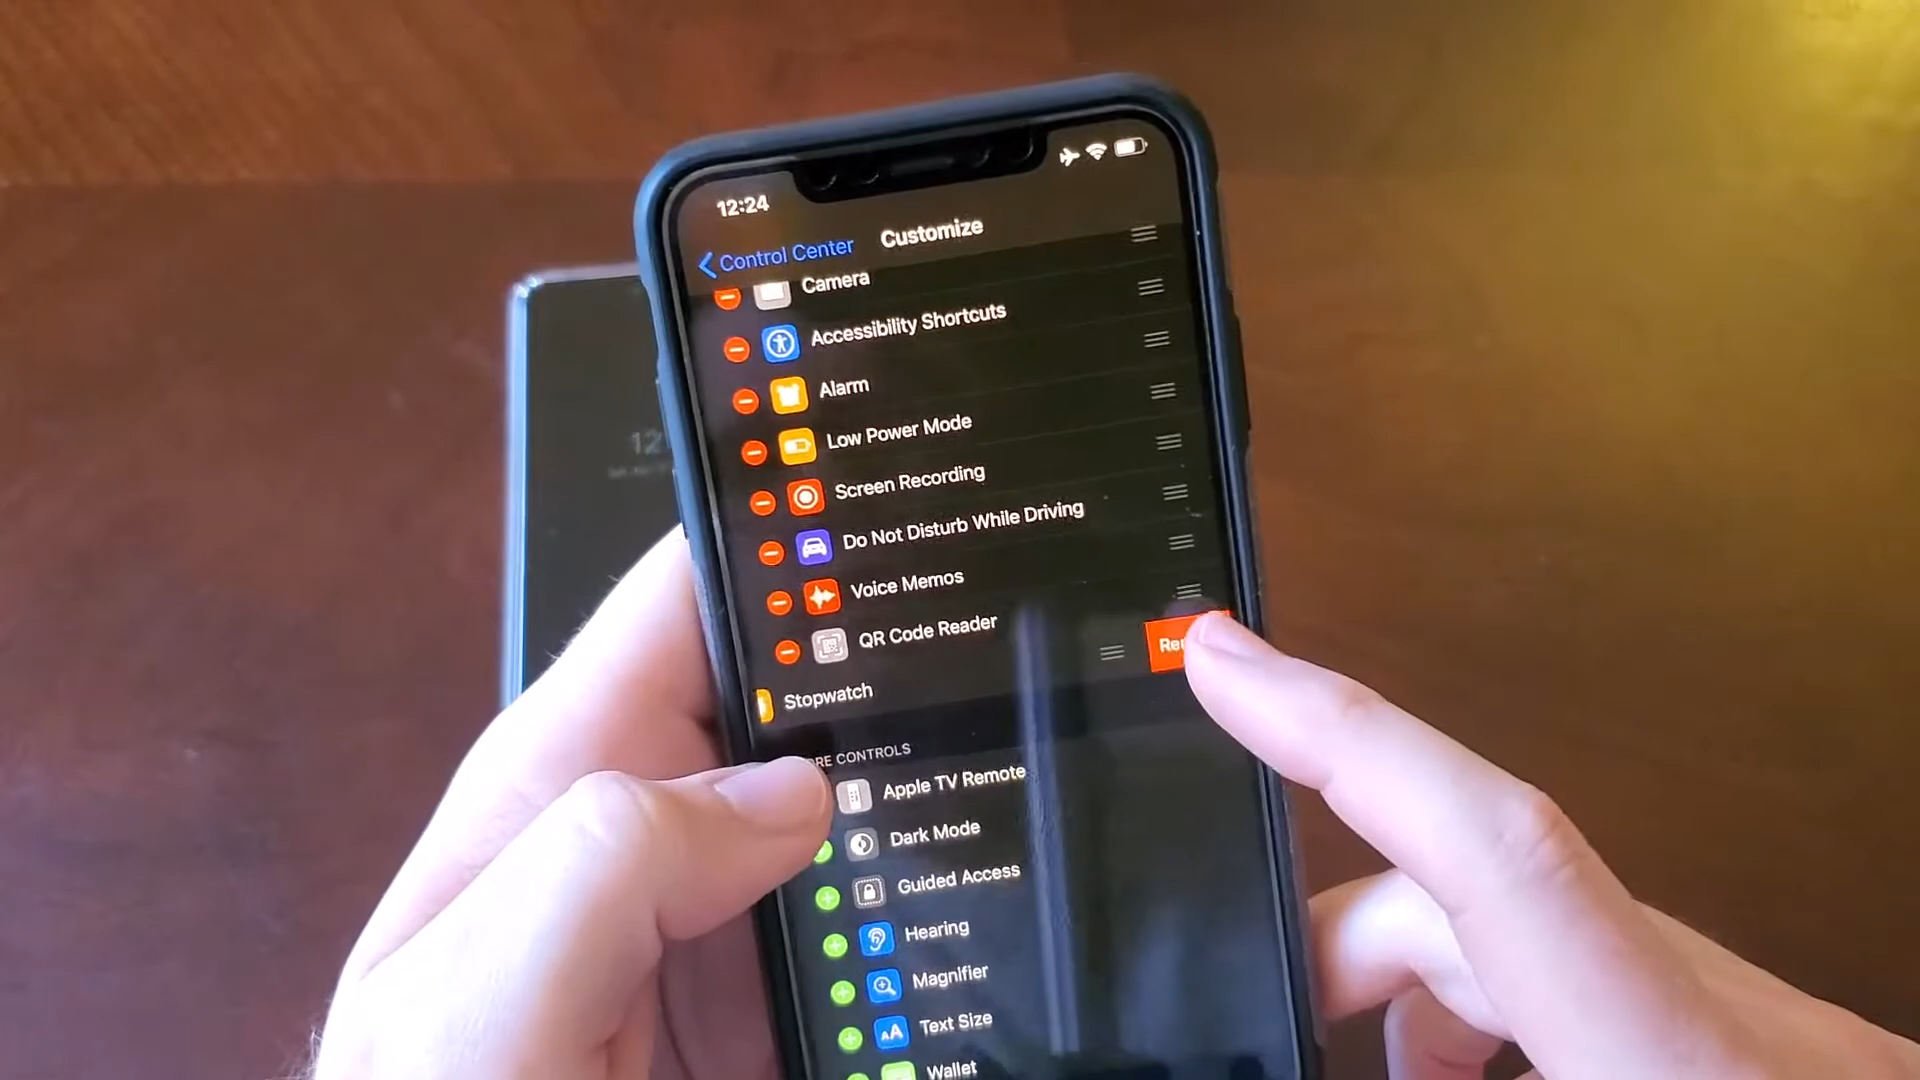 12:24
Control Center
Customize
Camera
Accessibility Shortcuts
Alarm
Low Power Mode
Screen Recording
Do Not Disturb While Driving
Voice Memos
QR Code Reader
Stopwatch
CONTROLS
Apple TV Remote
Dark Mode
Guided Access
Hearing
Magnifier
Text Size
Wallet